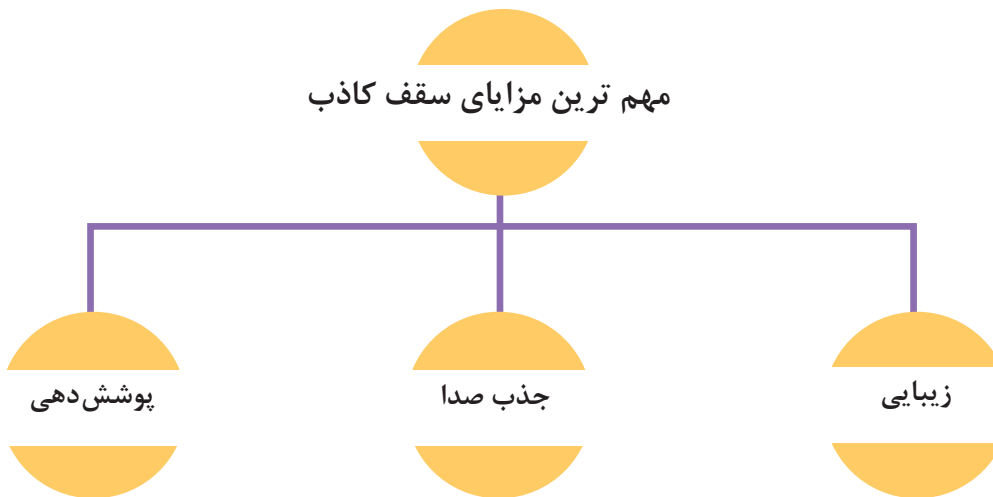 مهم ترین مزایای سقف کاذب
زیبایی
جذب صدا
پوشش‌دهی